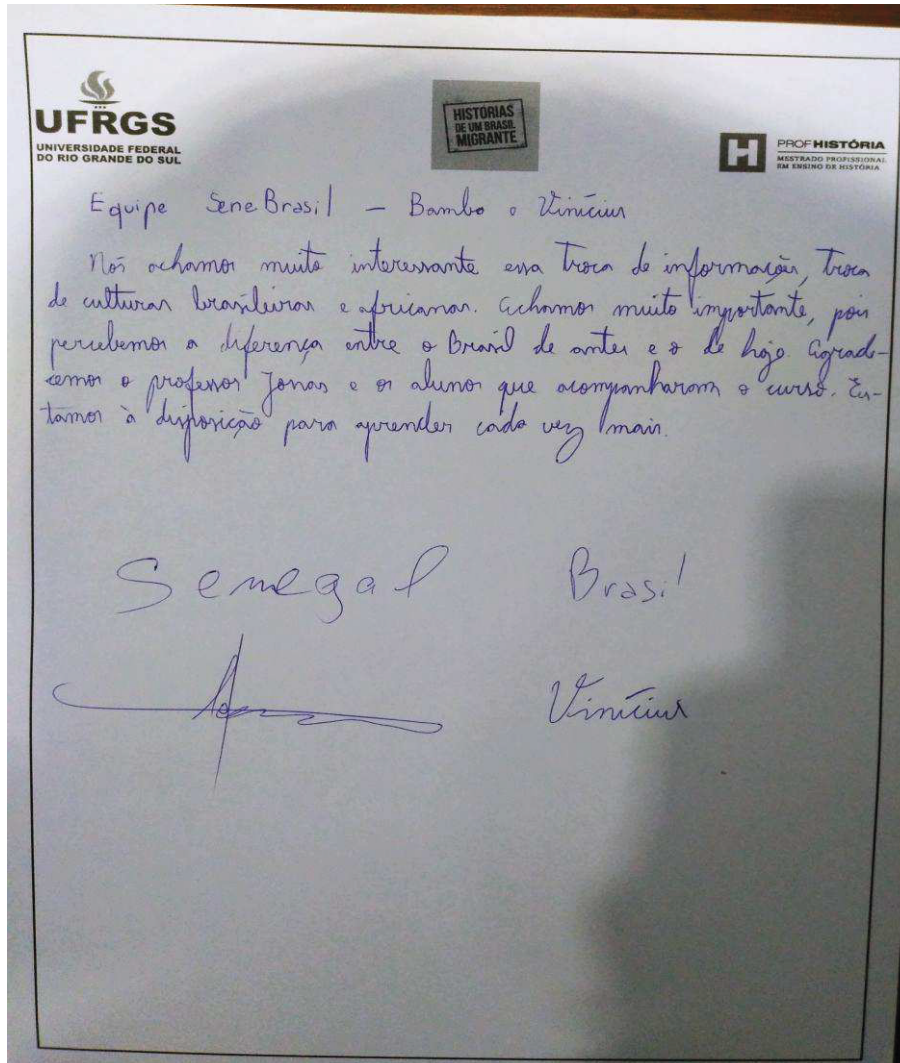 UFRGS
UNIVERSIDADE FEDERAL
DO RIO GRANDE DO SUL
HISTÓRIAS
DE UM BRASIL
MIGRANTE
H
PROFHISTÓRIA
MESTRADO PROFISSIONAL
EM ENSINO DE HISTÓRIA
Equipe SeneBrasil – Bambo e Vinícius
Nós achamos muito interessante essa troca de informações, troca
de culturas brasileiras e africanas. Achamos muito importante, pois
percebemos a diferença entre o Brasil de antes e o de hoje. Agrade-
cemos o professor Jonas e os alunos que acompanharam o curso. Es-
tamos à disposição para aprender cada vez mais.
Senegal Brasil
Vinícius